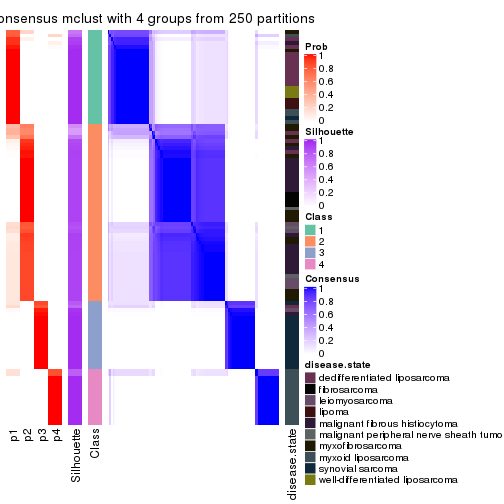 onsensus mclust with 4 groups from 250 partitions
Prob
1
0.8
0.6
0.4
0.2
0
Silhouette
1
0.8
0.6
0.4
0.2
0
Class
1
2
3
4
Consensus
1
0.8
0.6
0.4
0.2
0
disease.state
dedifferentiated liposarcoma
fibrosarcoma
leiomyosarcoma
lipoma
malignant fibrous histiocytoma
malignant peripheral nerve sheath tumo
myxofibrosarcoma
myxoid liposarcoma
synovial sarcoma
well-differentiated liposarcoma
p1
p2
p3
p4
Silhouette
Class
disease.state